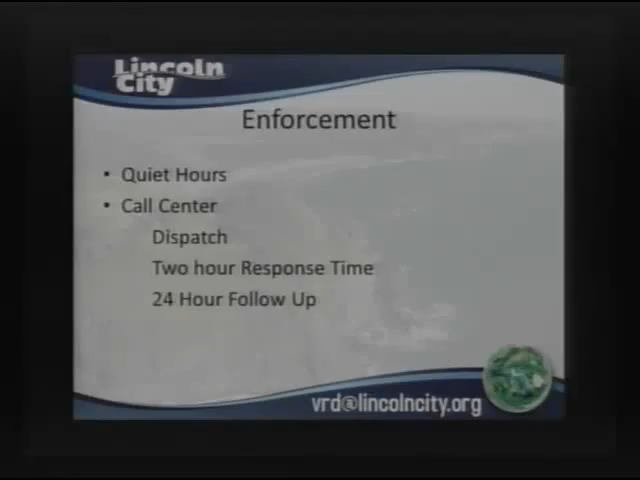 Lincoln
City
Enforcement
• Quiet Hours
• Call Center
Dispatch
Two hour Response Time
24 Hour Follow Up
vrd@lincolncity.org